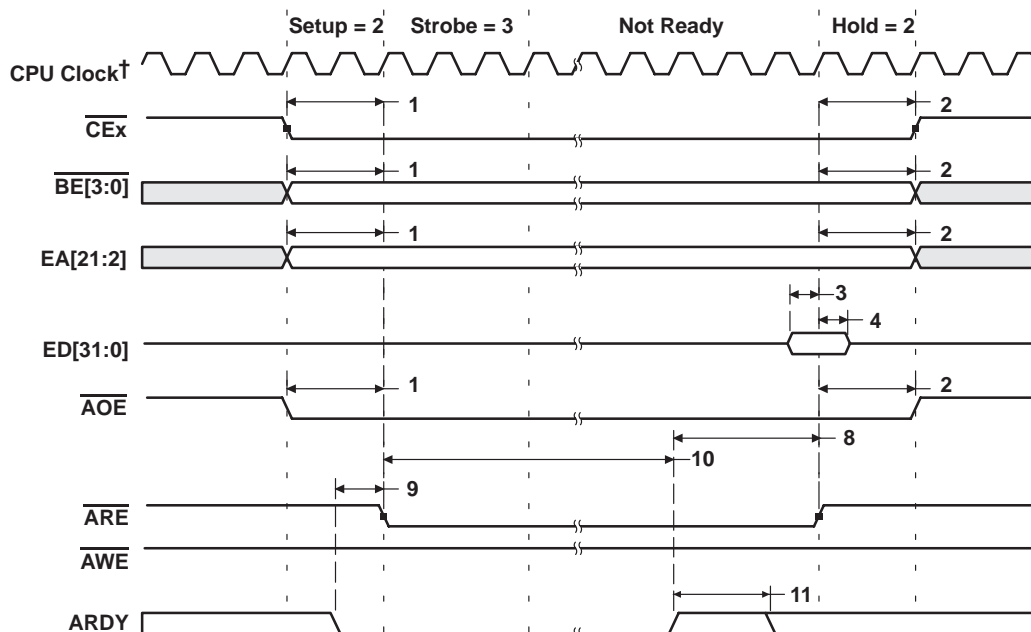 Setup = 2 Strobe = 3 Not Ready Hold = 2
CPU Clock†
1 2
CEx
1 2
BE[3:0]
1 2
EA[21:2]
3
4
ED[31:0]
1 2
AOE
8
10
9
ARE
AWE
11
ARDY